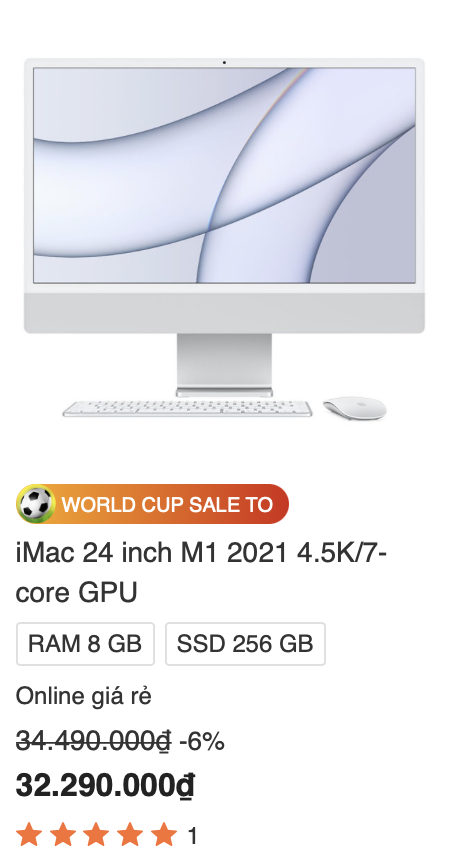 WORLD CUP SALE TO
iMac 24 inch M1 2021 4.5K/7-
core GPU
RAM 8 GB SSD 256 GB
Online giá rẻ
34.490.000₫ -6%
32.290.000₫
1